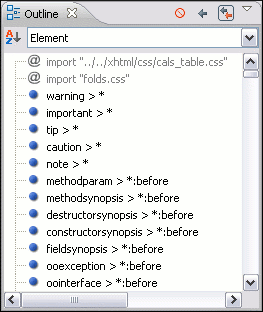 Outline
Element
@ import "../../xhtml/css/cals_table.css"
@ import "folds.css"
warning > *
important > *
tip > *
caution > *
note > *
methodparam > *:before
methodsynopsis > *:before
destructorsynopsis > *:before
constructorsynopsis > *:before
fieldsynopsis > *:before
ooexception > *:before
oointerface > *:before